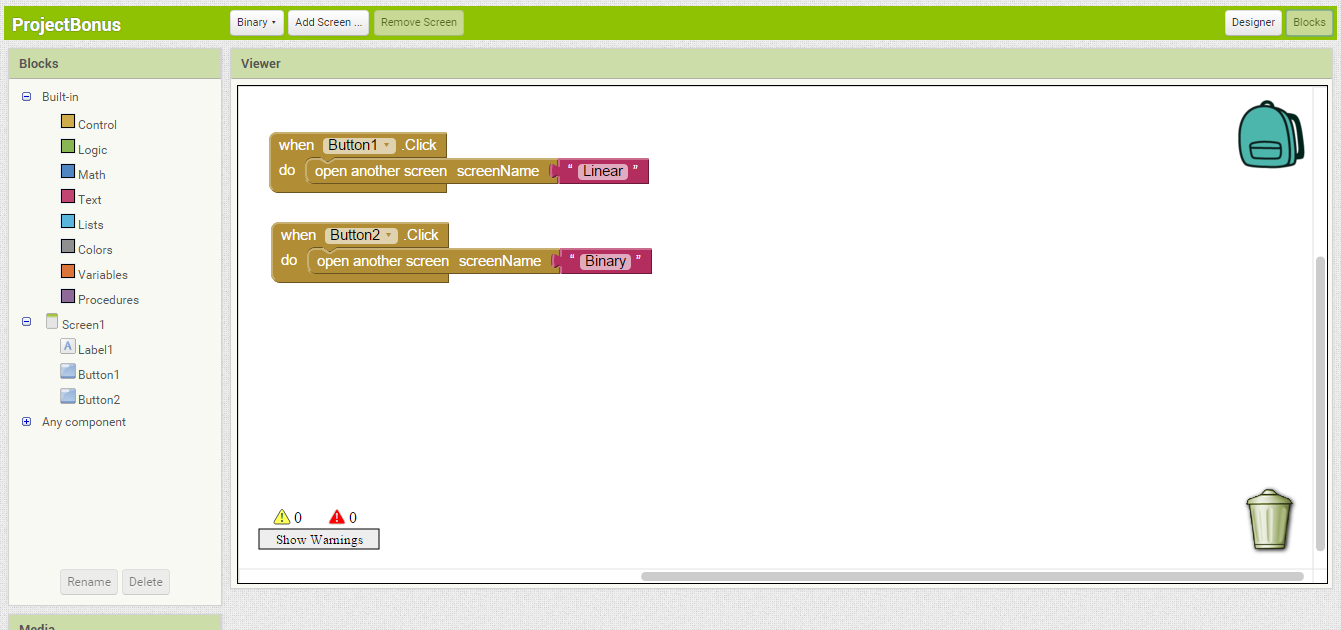 ProjectBonus
Binary
Add Screen ...
Remove Screen
Designer
Blocks
Blocks
Built-in
Control
Logic
Math
Text
Lists
Colors
Variables
Procedures
Screen1
A Label1
Button1
Button2
Any component
Rename
Delete
Media
Viewer
when Button1 .Click
do open another screen screenName " Linear "
when Button2 .Click
do open another screen screenName " Binary "
0 0
Show Warnings